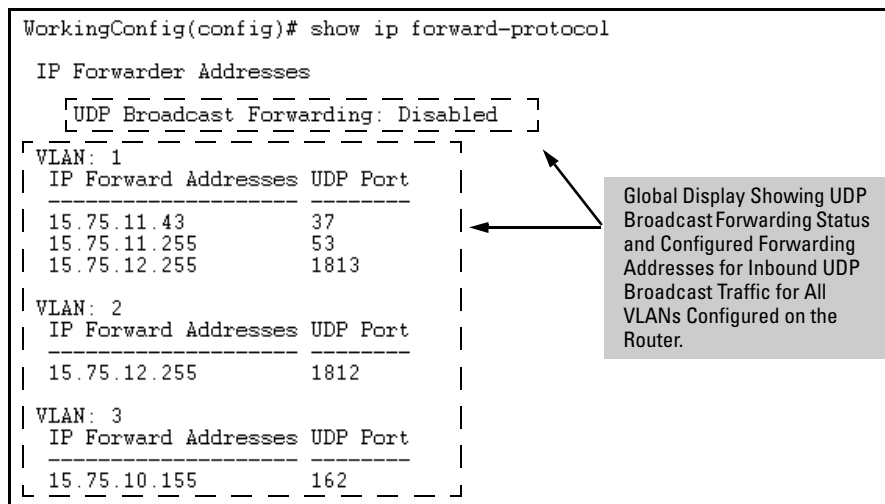 WorkingConfig(config)# show ip forward-protocol
IP Forwarder Addresses
UDP Broadcast Forwarding: Disabled
VLAN: 1
IP Forward Addresses UDP Port
-------------------- --------
15.75.11.43 37
15.75.11.255 53
15.75.12.255 1813
VLAN: 2
IP Forward Addresses UDP Port
-------------------- --------
15.75.12.255 1812
VLAN: 3
IP Forward Addresses UDP Port
-------------------- --------
15.75.10.155 162
Global Display Showing UDP
Broadcast Forwarding Status
and Configured Forwarding
Addresses for Inbound UDP
Broadcast Traffic for All
VLANs Configured on the
Router.